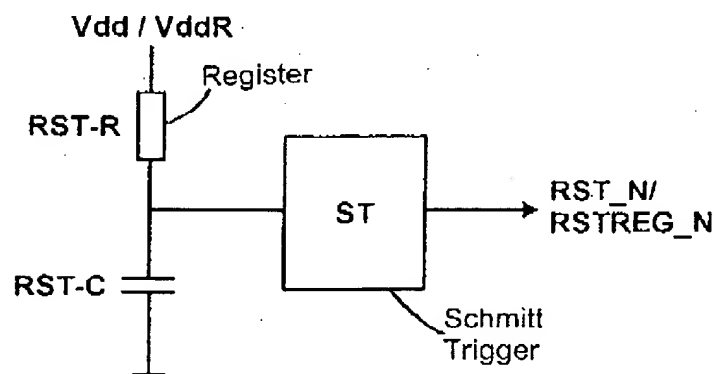 Vdd / VddR
Register
RST-R
ST
RST_N/
RSTREG_N
RST-C
Schmitt
Trigger